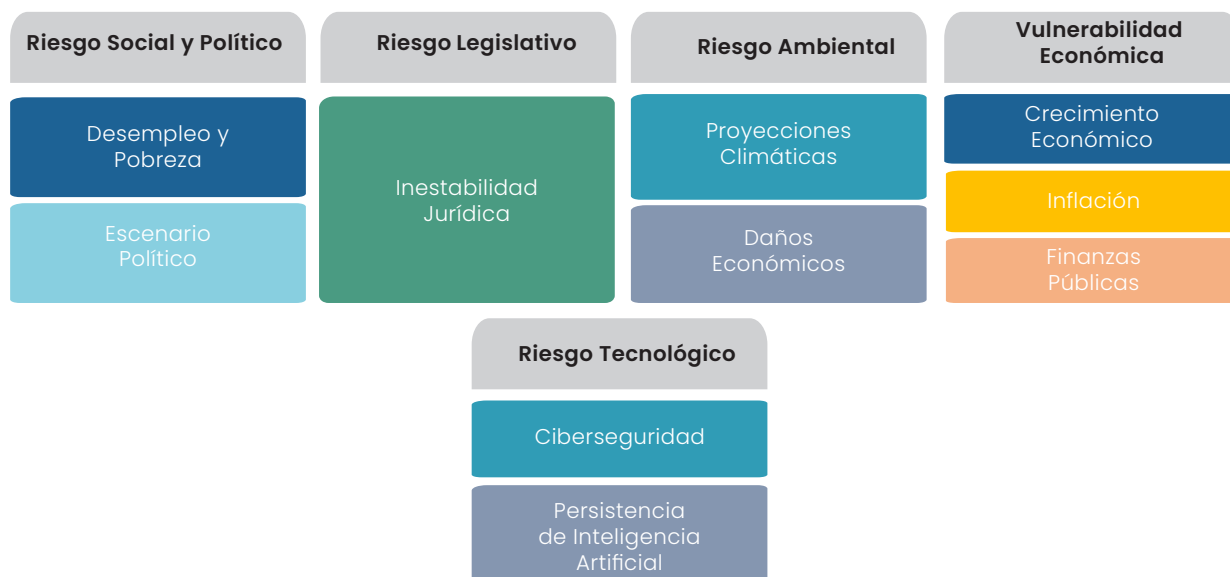 Riesgo Social y Político
Desempleo y
Pobreza
Escenario
Político
Riesgo Legislativo
Inestabilidad
Jurídica
Riesgo Ambiental
Proyecciones
Climáticas
Daños
Económicos
Vulnerabilidad
Económica
Crecimiento
Económico
Inflación
Finanzas
Públicas
Riesgo Tecnológico
Ciberseguridad
Persistencia
de Inteligencia
Artificial